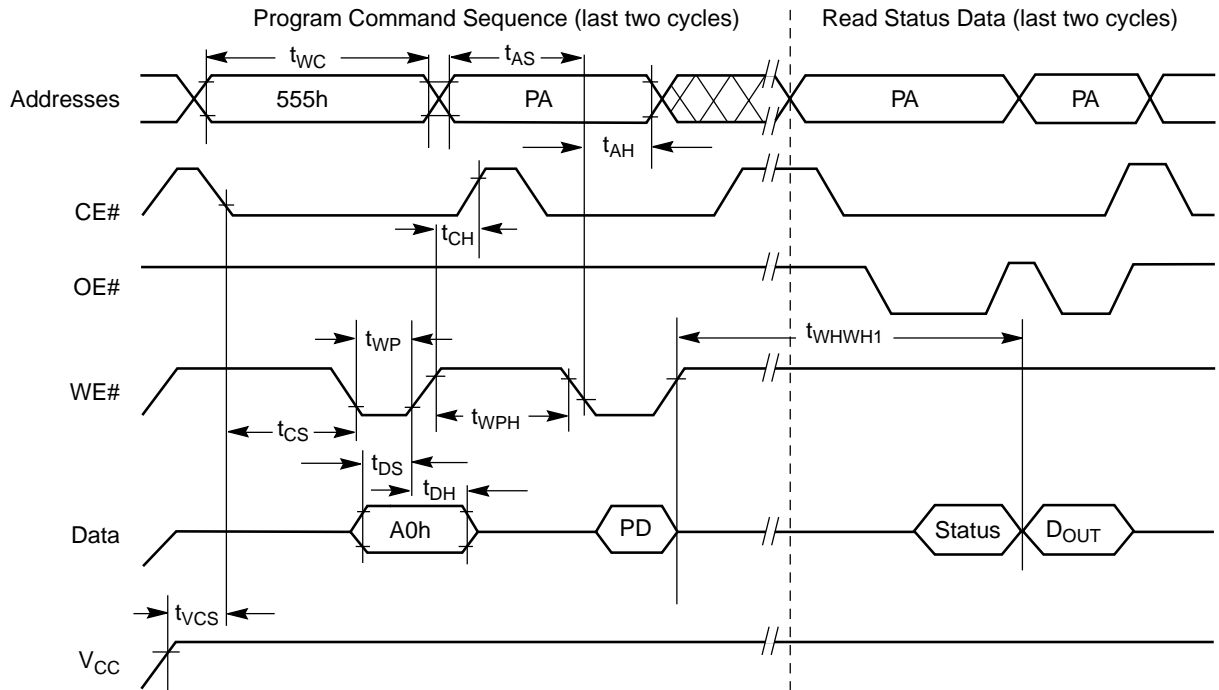 Program Command Sequence (last two cycles)
Read Status Data (last two cycles)
tWC
tAS
Addresses
555h
PA
PA
PA
tAH
CE#
tCH
OE#
tWP
tWHWH1
WE#
tWPH
tCS
tDS
tDH
Data
A0h
PD
Status
DOUT
tVCS
VCC